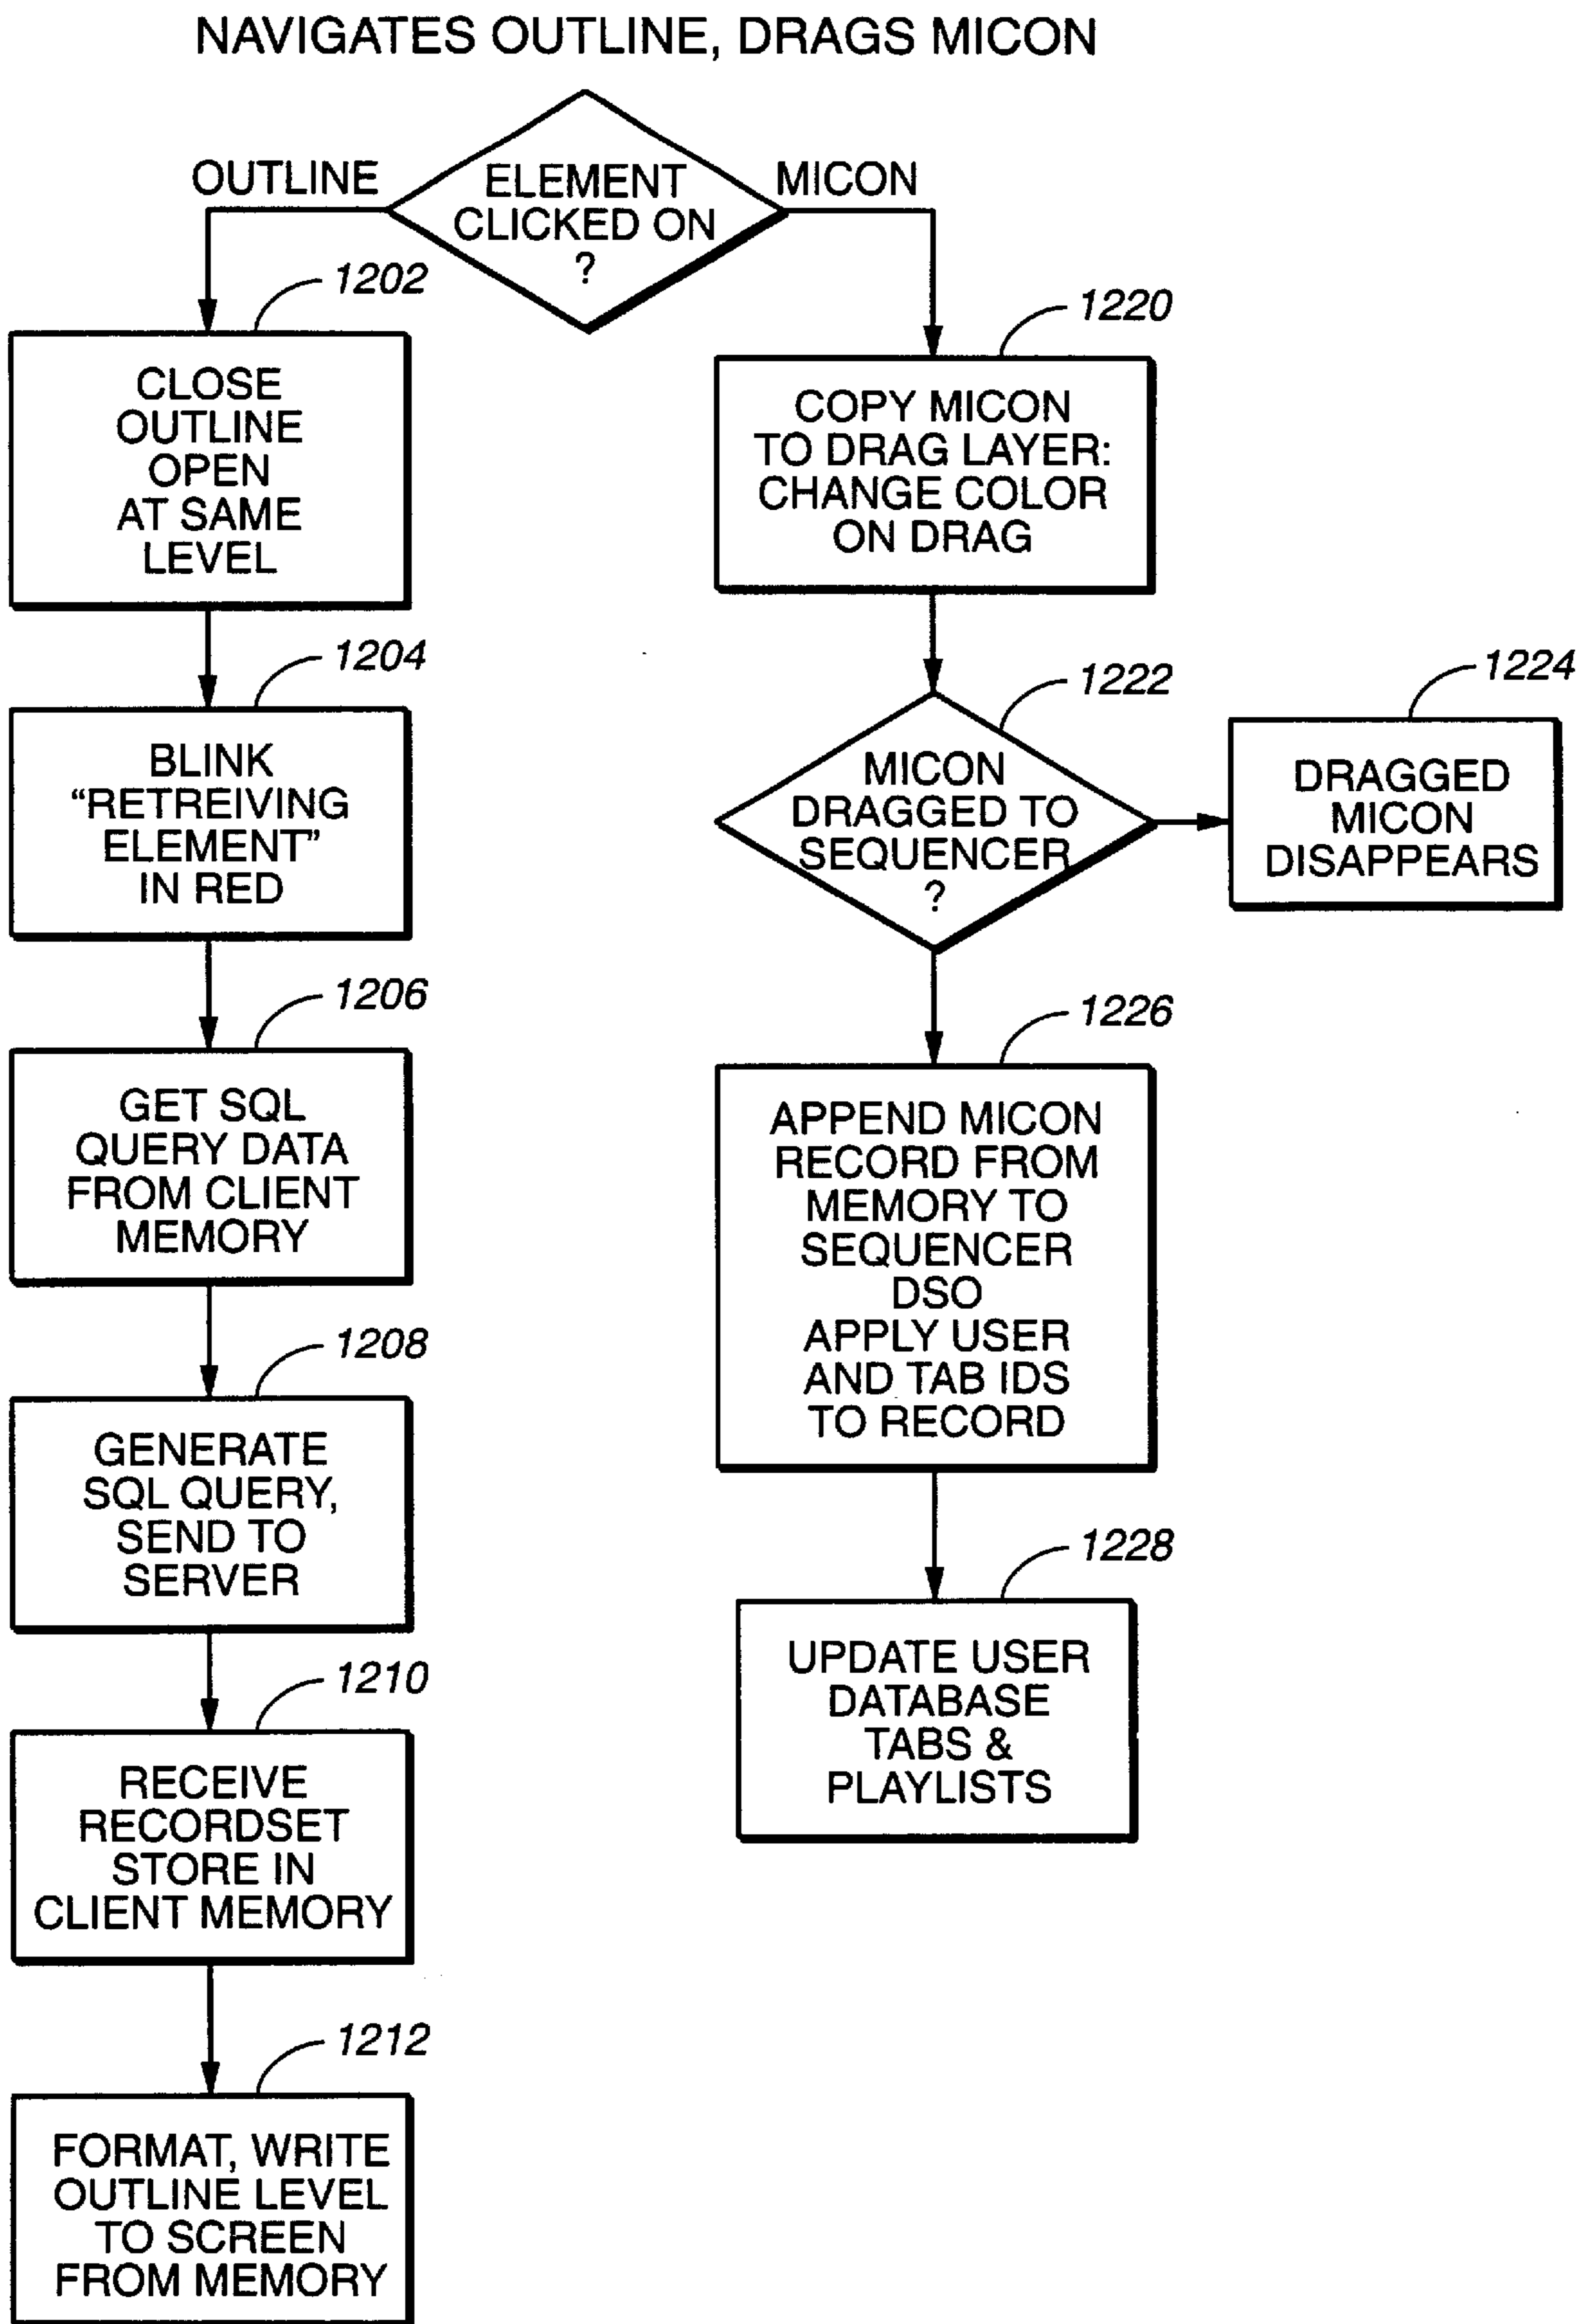 NAVIGATES OUTLINE, DRAGS MICON
OUTLINE
ELEMENT
CLICKED ON
?
MICON
1202
CLOSE
OUTLINE
OPEN
AT SAME
LEVEL
1204
BLINK
“RETREIVING
ELEMENT”
IN RED
1206
GET SQL
QUERY DATA
FROM CLIENT
MEMORY
1208
GENERATE
SQL QUERY,
SEND TO
SERVER
1210
RECEIVE
RECORDSET
STORE IN
CLIENT MEMORY
1212
FORMAT, WRITE
OUTLINE LEVEL
TO SCREEN
FROM MEMORY
1220
COPY MICON
TO DRAG LAYER:
CHANGE COLOR
ON DRAG
1222
MICON
DRAGGED TO
SEQUENCER
?
1224
DRAGGED
MICON
DISAPPEARS
1226
APPEND MICON
RECORD FROM
MEMORY TO
SEQUENCER
DSO
APPLY USER
AND TAB IDS
TO RECORD
1228
UPDATE USER
DATABASE
TABS &
PLAYLISTS